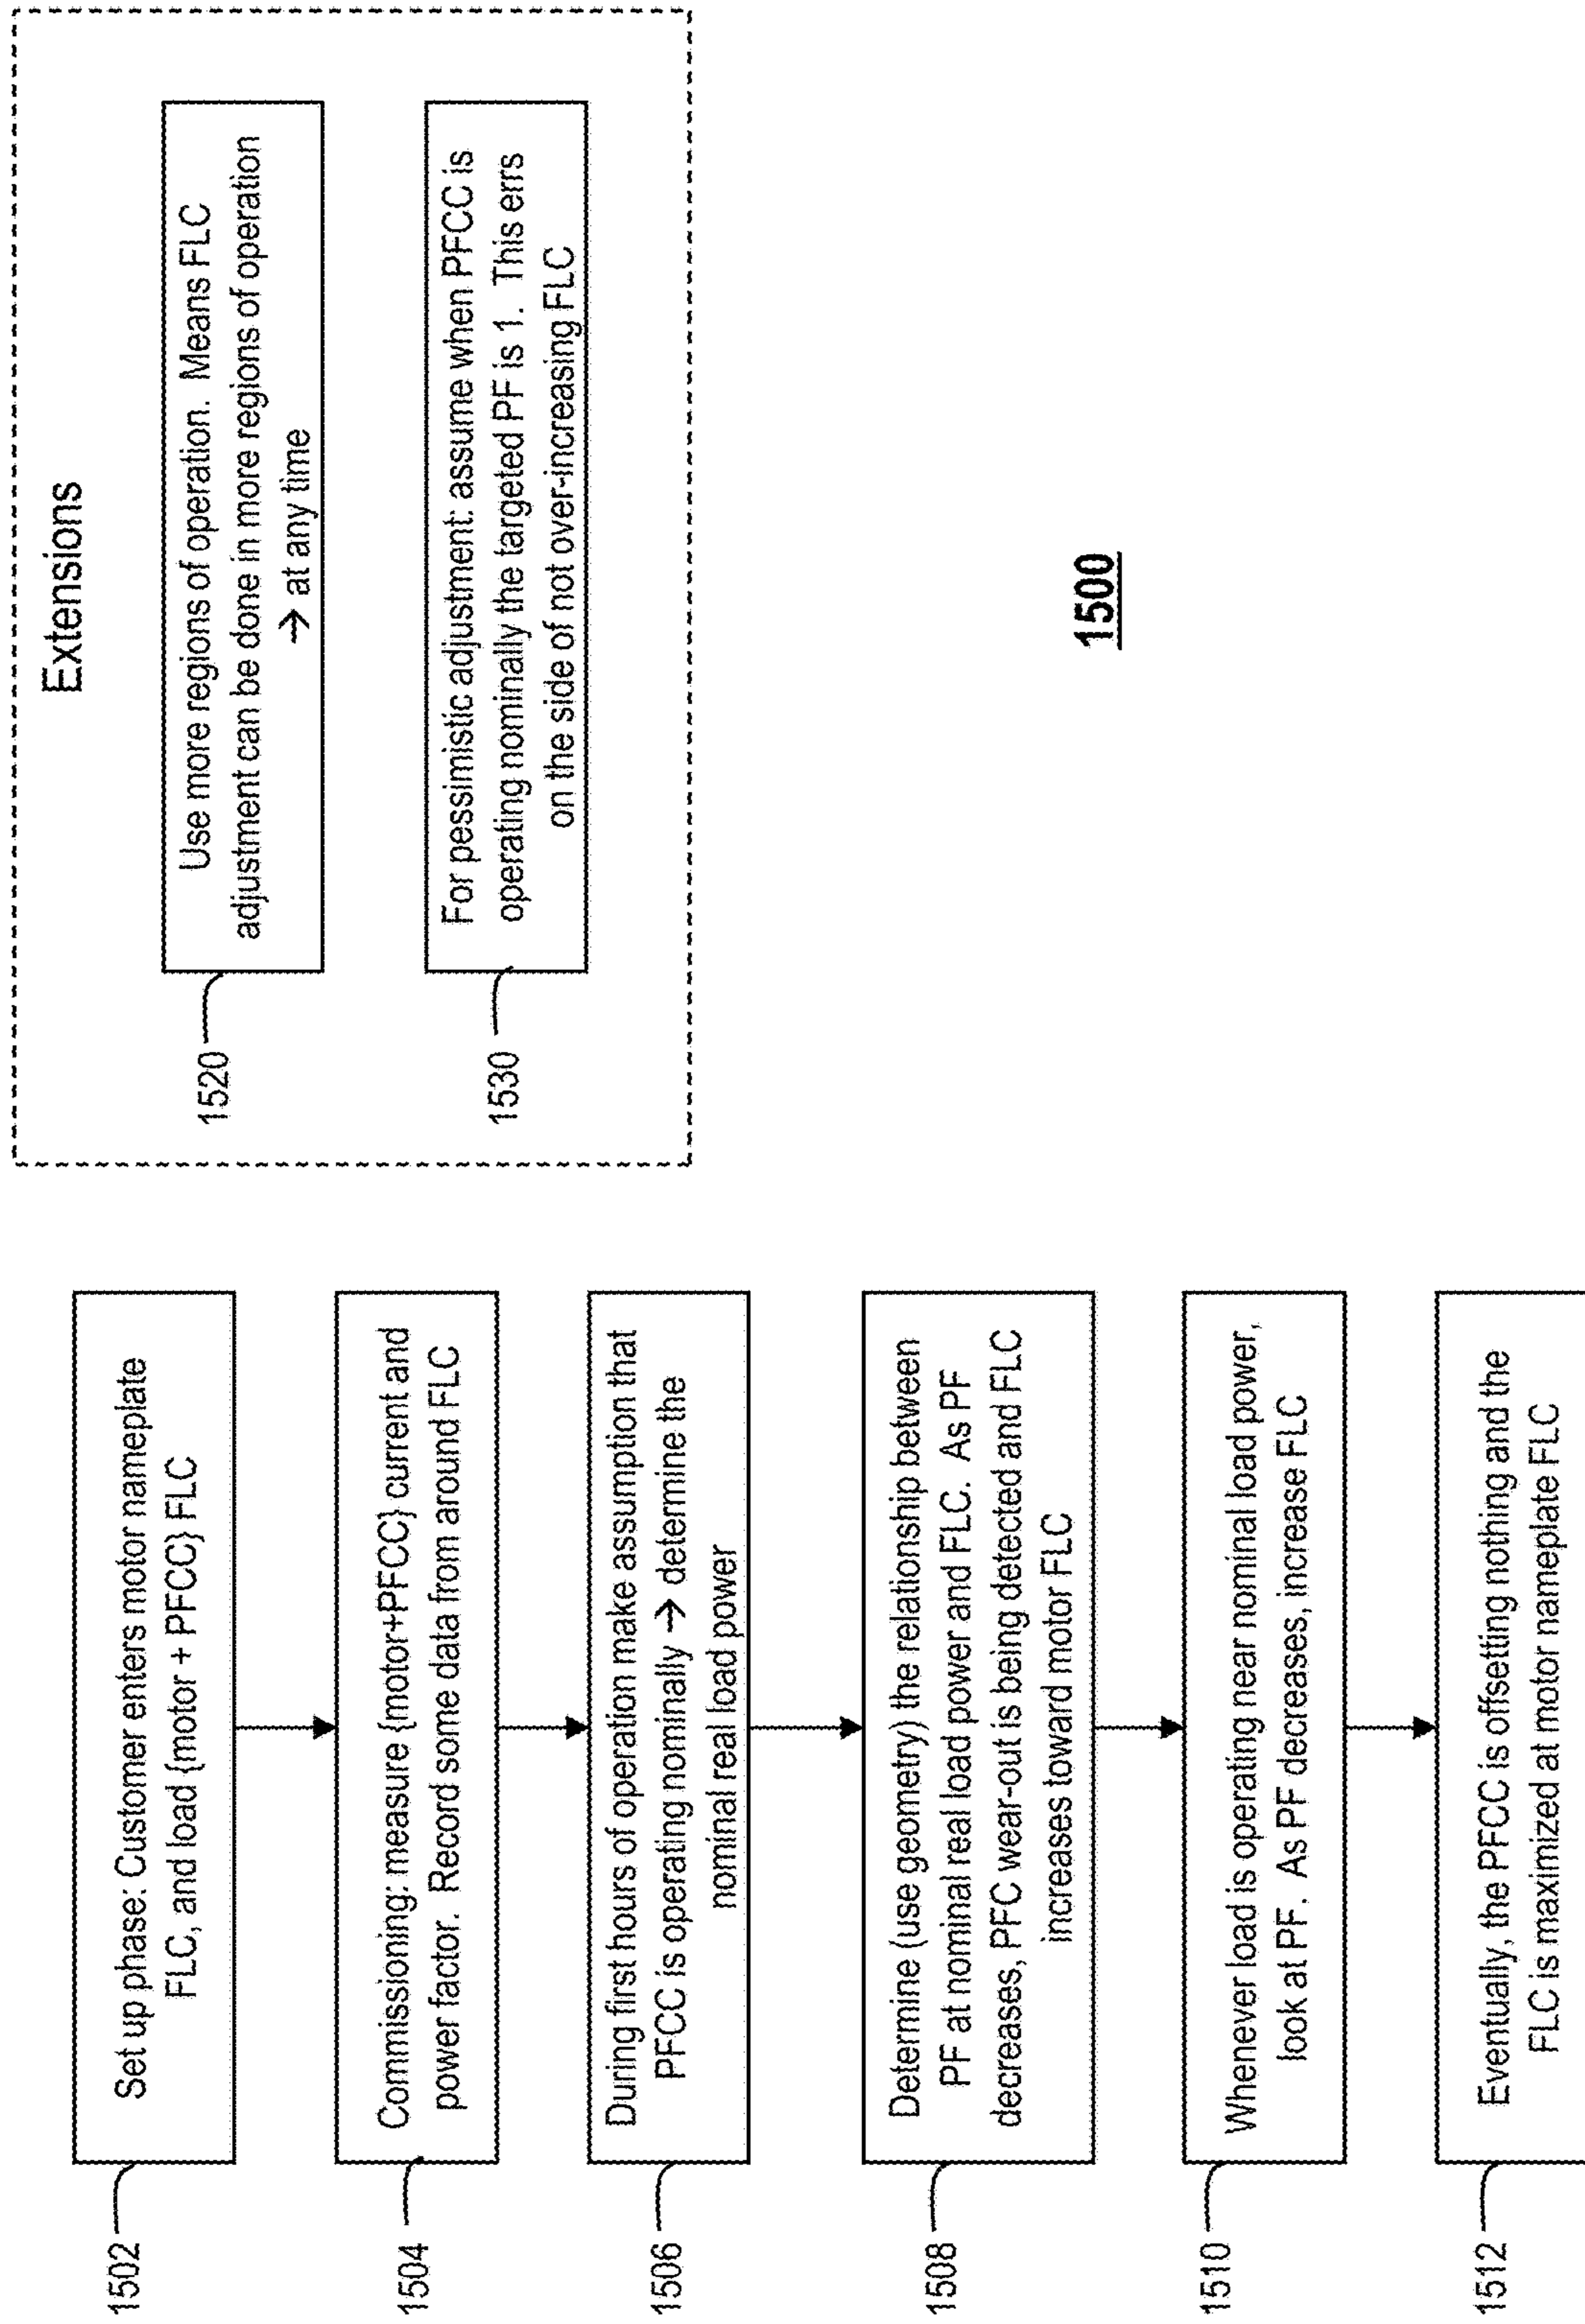 1502
Set up phase: Customer enters motor nameplate
FLC, and load {motor + PFCC} FLC
1504
Commissioning: measure {motor+PFCC} current and
power factor. Record some data from around FLC
1506
During first hours of operation make assumption that
PFCC is operating nominally → determine the
nominal real load power
1508
Determine (use geometry) the relationship between
PF at nominal real load power and FLC. As PF
decreases, PFC wear-out is being detected and FLC
increases toward motor FLC
1510
Whenever load is operating near nominal load power,
look at PF. As PF decreases, increase FLC
1512
Eventually, the PFCC is offsetting nothing and the
FLC is maximized at motor nameplate FLC
Extensions
1520
Use more regions of operation. Means FLC
adjustment can be done in more regions of operation
→ at any time
1530
For pessimistic adjustment: assume when PFCC is
operating nominally the targeted PF is 1. This errs
on the side of not over-increasing FLC
1500